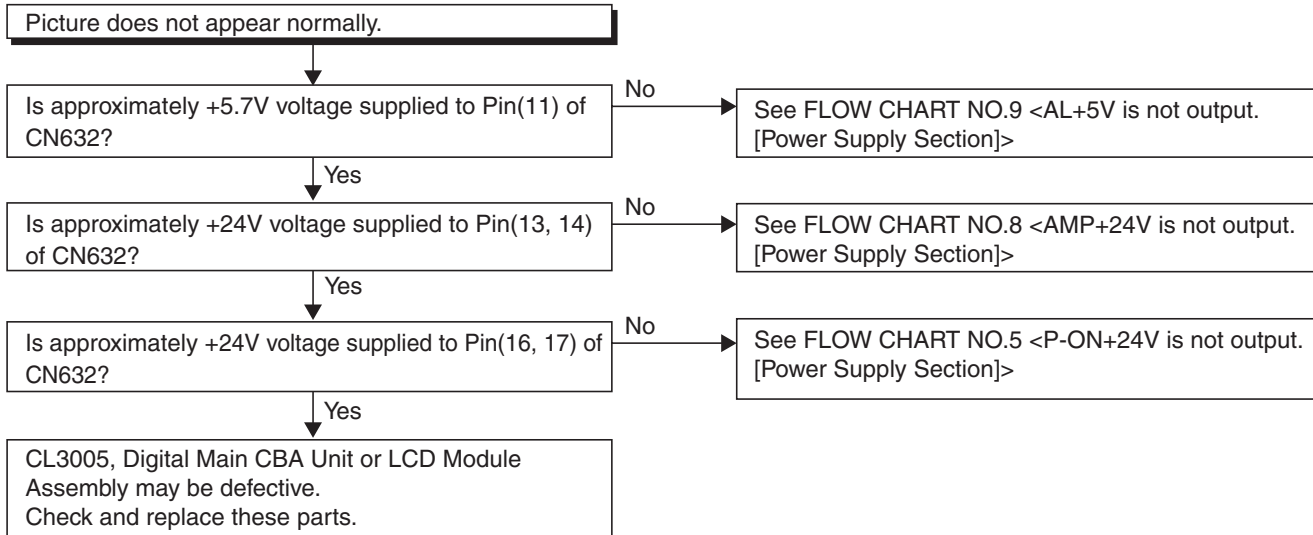 Picture does not appear normally.
Is approximately +5.7V voltage supplied to Pin(11) of
CN632?
No
See FLOW CHART NO.9 <AL+5V is not output.
[Power Supply Section]>
Yes
Is approximately +24V voltage supplied to Pin(13, 14)
of CN632?
No
See FLOW CHART NO.8 <AMP+24V is not output.
[Power Supply Section]>
Yes
Is approximately +24V voltage supplied to Pin(16, 17) of
CN632?
No
See FLOW CHART NO.5 <P-ON+24V is not output.
[Power Supply Section]>
Yes
CL3005, Digital Main CBA Unit or LCD Module
Assembly may be defective.
Check and replace these parts.